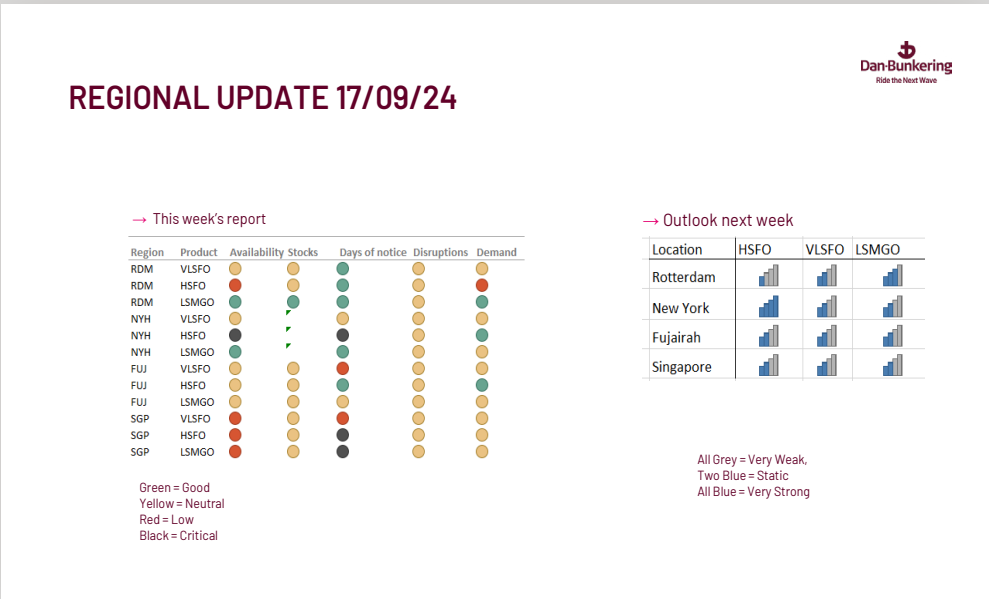 Dan-Bunkering
Ride the Next Wave
REGIONAL UPDATE 17/09/24
→ This week's report
Region Product Availability Stocks Days of notice Disruptions Demand
RDM VLSFO
RDM HSFO
RDM LSMGO
NYH VLSFO
NYH HSFO
NYH LSMGO
FUJ VLSFO
FUJ HSFO
FUJ LSMGO
SGP VLSFO
SGP HSFO
SGP LSMGO
Green = Good
Yellow = Neutral
Red = Low
Black = Critical
→ Outlook next week
Location HSFO VLSFO LSMGO
Rotterdam
New York
Fujairah
Singapore
All Grey = Very Weak,
Two Blue = Static
All Blue = Very Strong